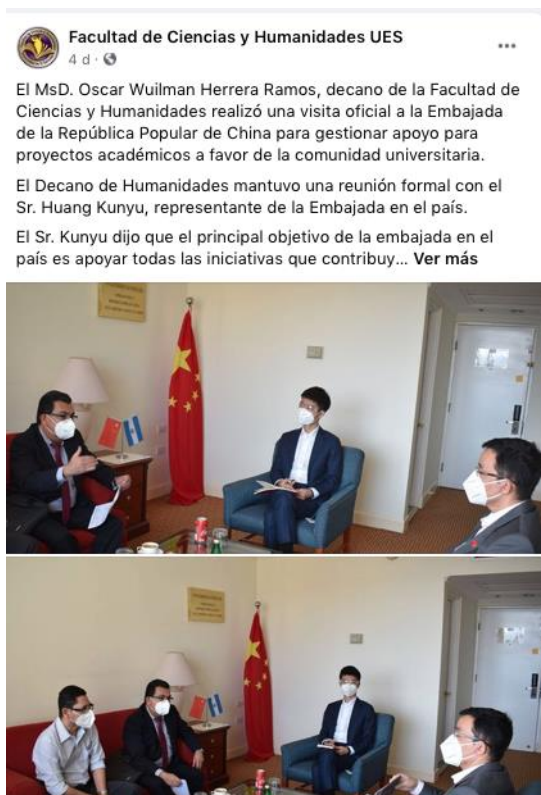 Facultad de Ciencias y Humanidades UES
4 d ·
El MsD. Oscar Wuilman Herrera Ramos, decano de la Facultad de
Ciencias y Humanidades realizó una visita oficial a la Embajada
de la República Popular de China para gestionar apoyo para
proyectos académicos a favor de la comunidad universitaria.
El Decano de Humanidades mantuvo una reunión formal con el
Sr. Huang Kunyu, representante de la Embajada en el país.
El Sr. Kunyu dijo que el principal objetivo de la embajada en el
país es apoyar todas las iniciativas que contribuy... Ver más